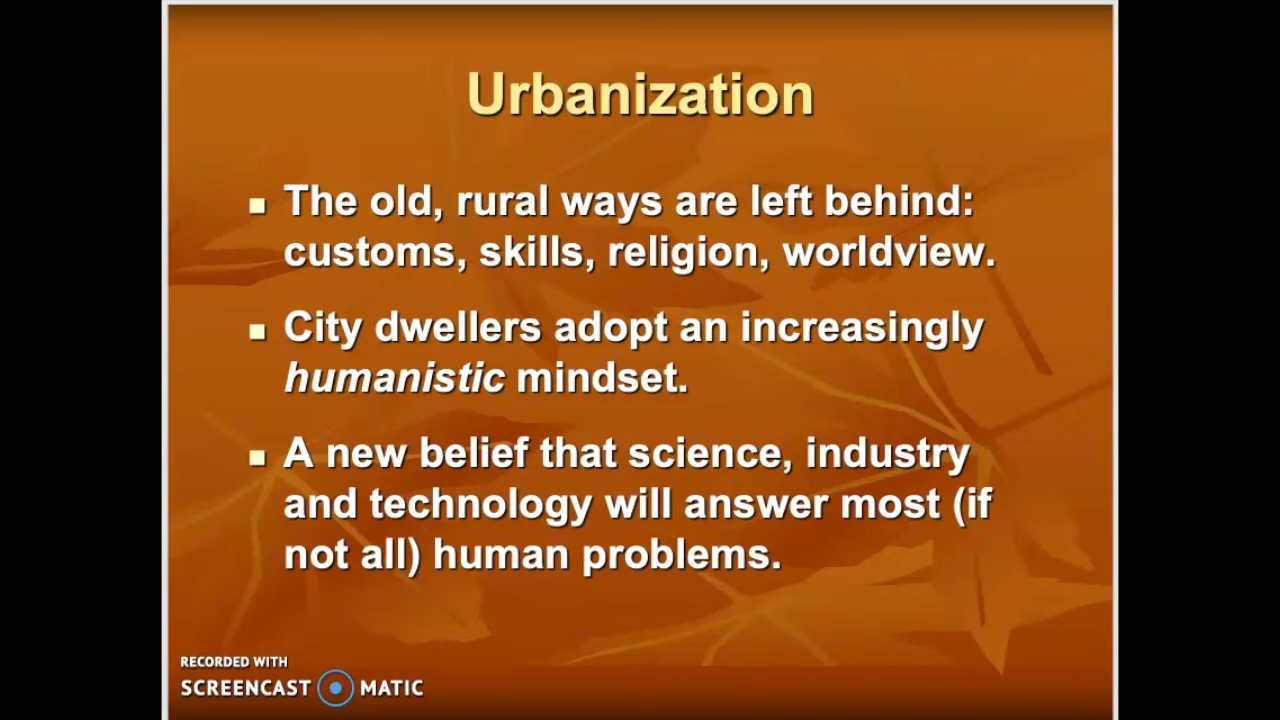 Urbanization
The old, rural ways are left behind:
customs, skills, religion, worldview.
City dwellers adopt an increasingly
humanistic mindset.
A new belief that science, industry
and technology will answer most (if
not all) human problems.
RECORDED WITH
SCREENCAST MATIC